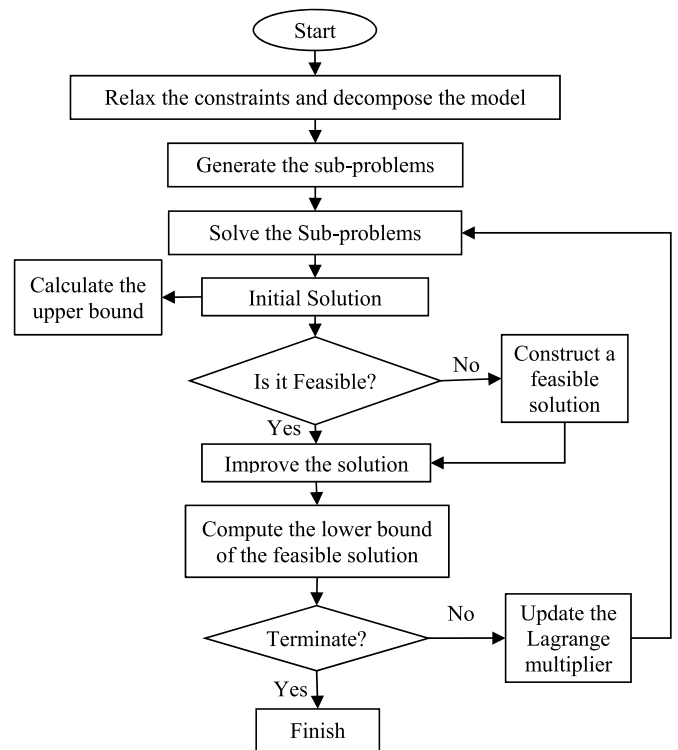 Start
Relax the constraints and decompose the model
Generate the sub-problems
Solve the Sub-problems
Calculate the
upper bound
Initial Solution
Is it Feasible?
No
Construct a
feasible
solution
Yes
Improve the solution
Compute the lower bound
of the feasible solution
Terminate?
No
Update the
Lagrange
multiplier
Yes
Finish